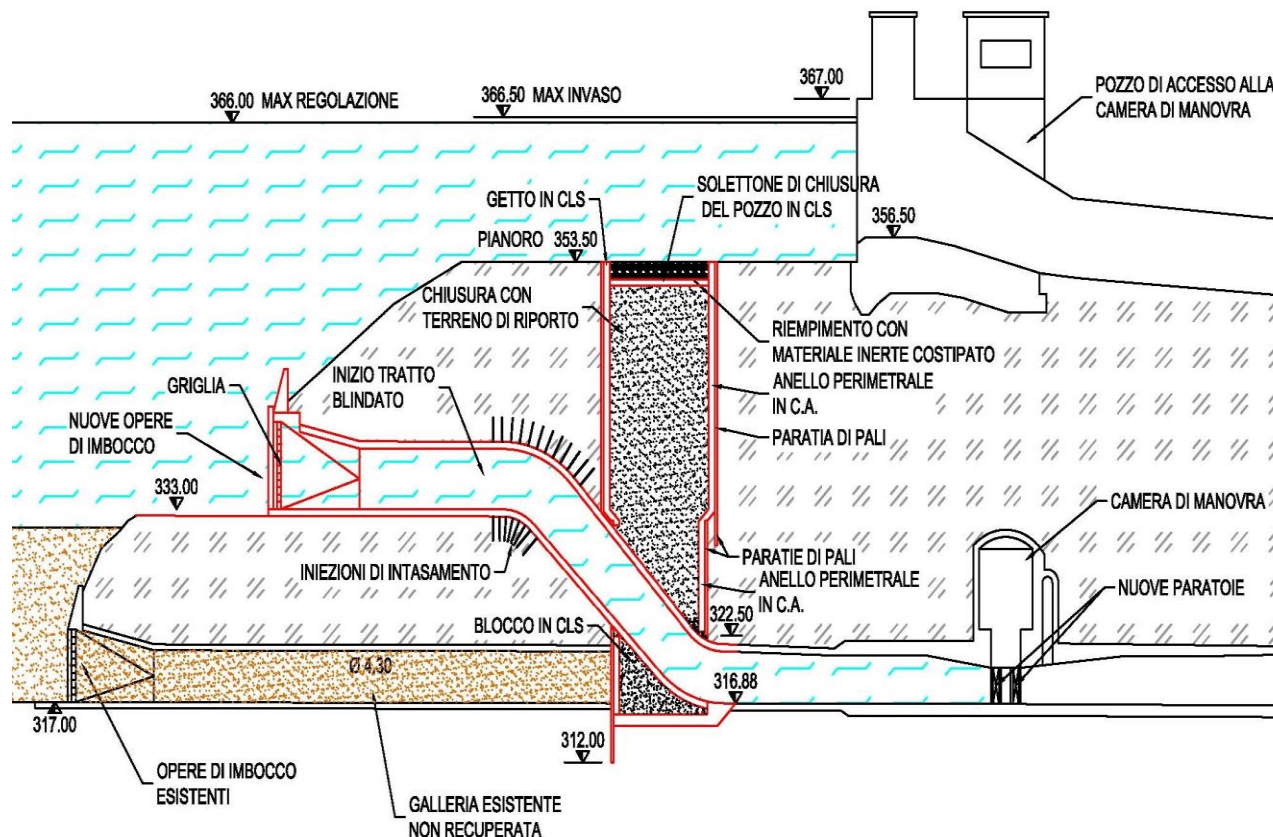 367.00
366.00 MAX REGOLAZIONE
366.50 MAX INVASO
POZZO DI ACCESSO ALLA
CAMERA DI MANOVRA
GETTO IN CLS
SOLETTONE DI CHIUSURA
DEL POZZO IN CLS
356.50
PIANORO 353.50
CHIUSURA CON
TERRENO DI RIPORTO
RIEMPIMENTO CON
MATERIALE INERTE COSTIPATO
ANELLO PERIMETRALE
IN C.A.
PARATIA DI PALI
GRIGLIA
INIZIO TRATTO
BLINDATO
NUOVE OPERE
DI IMBOCCO
333.00
CAMERA DI MANOVRA
INIEZIONI DI INTASAMENTO
PARATIE DI PALI
ANELLO PERIMETRALE
IN C.A.
NUOVE PARATOIE
BLOCCO IN CLS
322.50
Ø 4.30
316.88
317.00
312.00
OPERE DI IMBOCCO
ESISTENTI
GALLERIA ESISTENTE
NON RECUPERATA